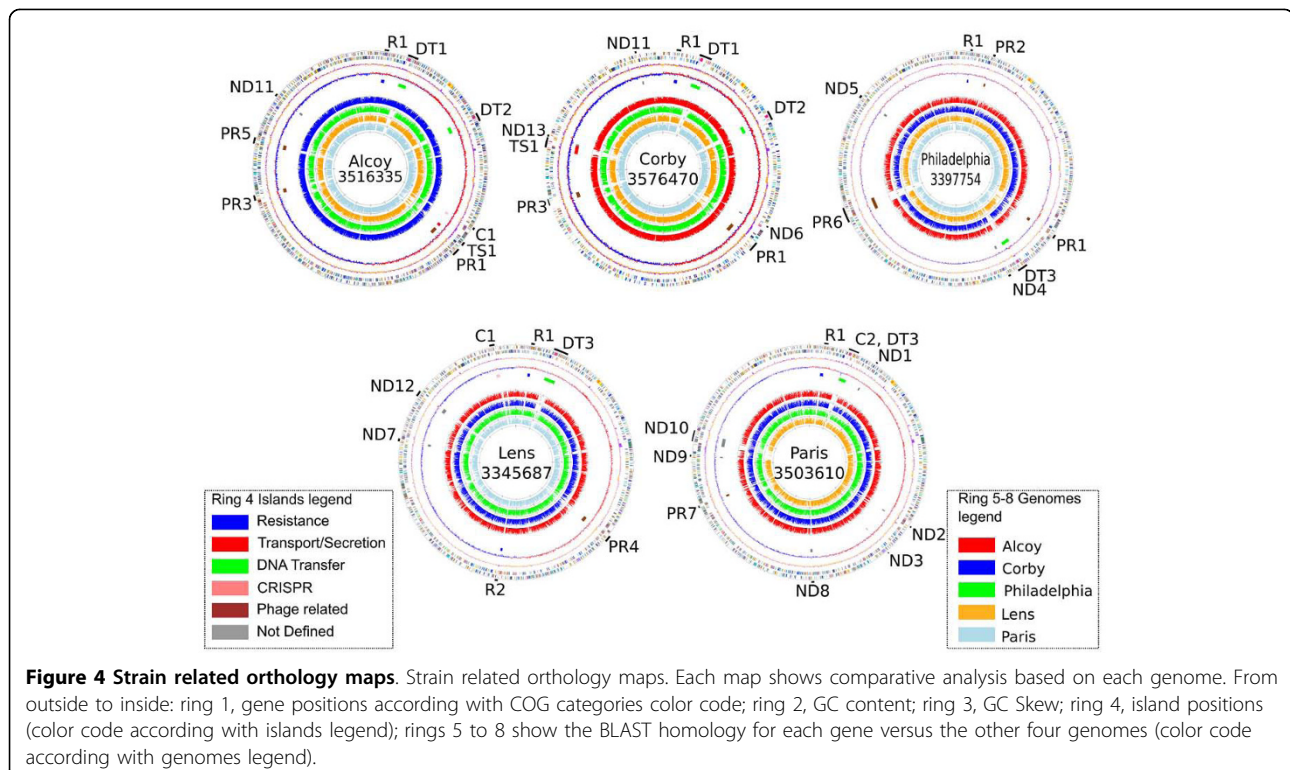 R1
DT1
ND11
DT2
PR5
Alcoy
3516335
PR3
C1
TS1
PR1
ND11
R1
DT1
DT2
ND13
TS1
Corby
3576470
PR3
ND6
PR1
R1
PR2
ND5
Philadelphia
3397754
PR6
PR1
DT3
ND4
C1
R1
DT3
ND12
ND7
Lens
3345687
PR4
R2
R1
C2, DT3
ND1
ND10
ND9
Paris
3503610
PR7
ND2
ND3
ND8
Ring 4 Islands legend
Resistance
Transport/Secretion
DNA Transfer
CRISPR
Phage related
Not Defined
Ring 5-8 Genomes
legend
Alcoy
Corby
Philadelphia
Lens
Paris
Figure 4 Strain related orthology maps. Strain related orthology maps. Each map shows comparative analysis based on each genome. From
outside to inside: ring 1, gene positions according with COG categories color code; ring 2, GC content; ring 3, GC Skew; ring 4, island positions
(color code according with islands legend); rings 5 to 8 show the BLAST homology for each gene versus the other four genomes (color code
according with genomes legend).